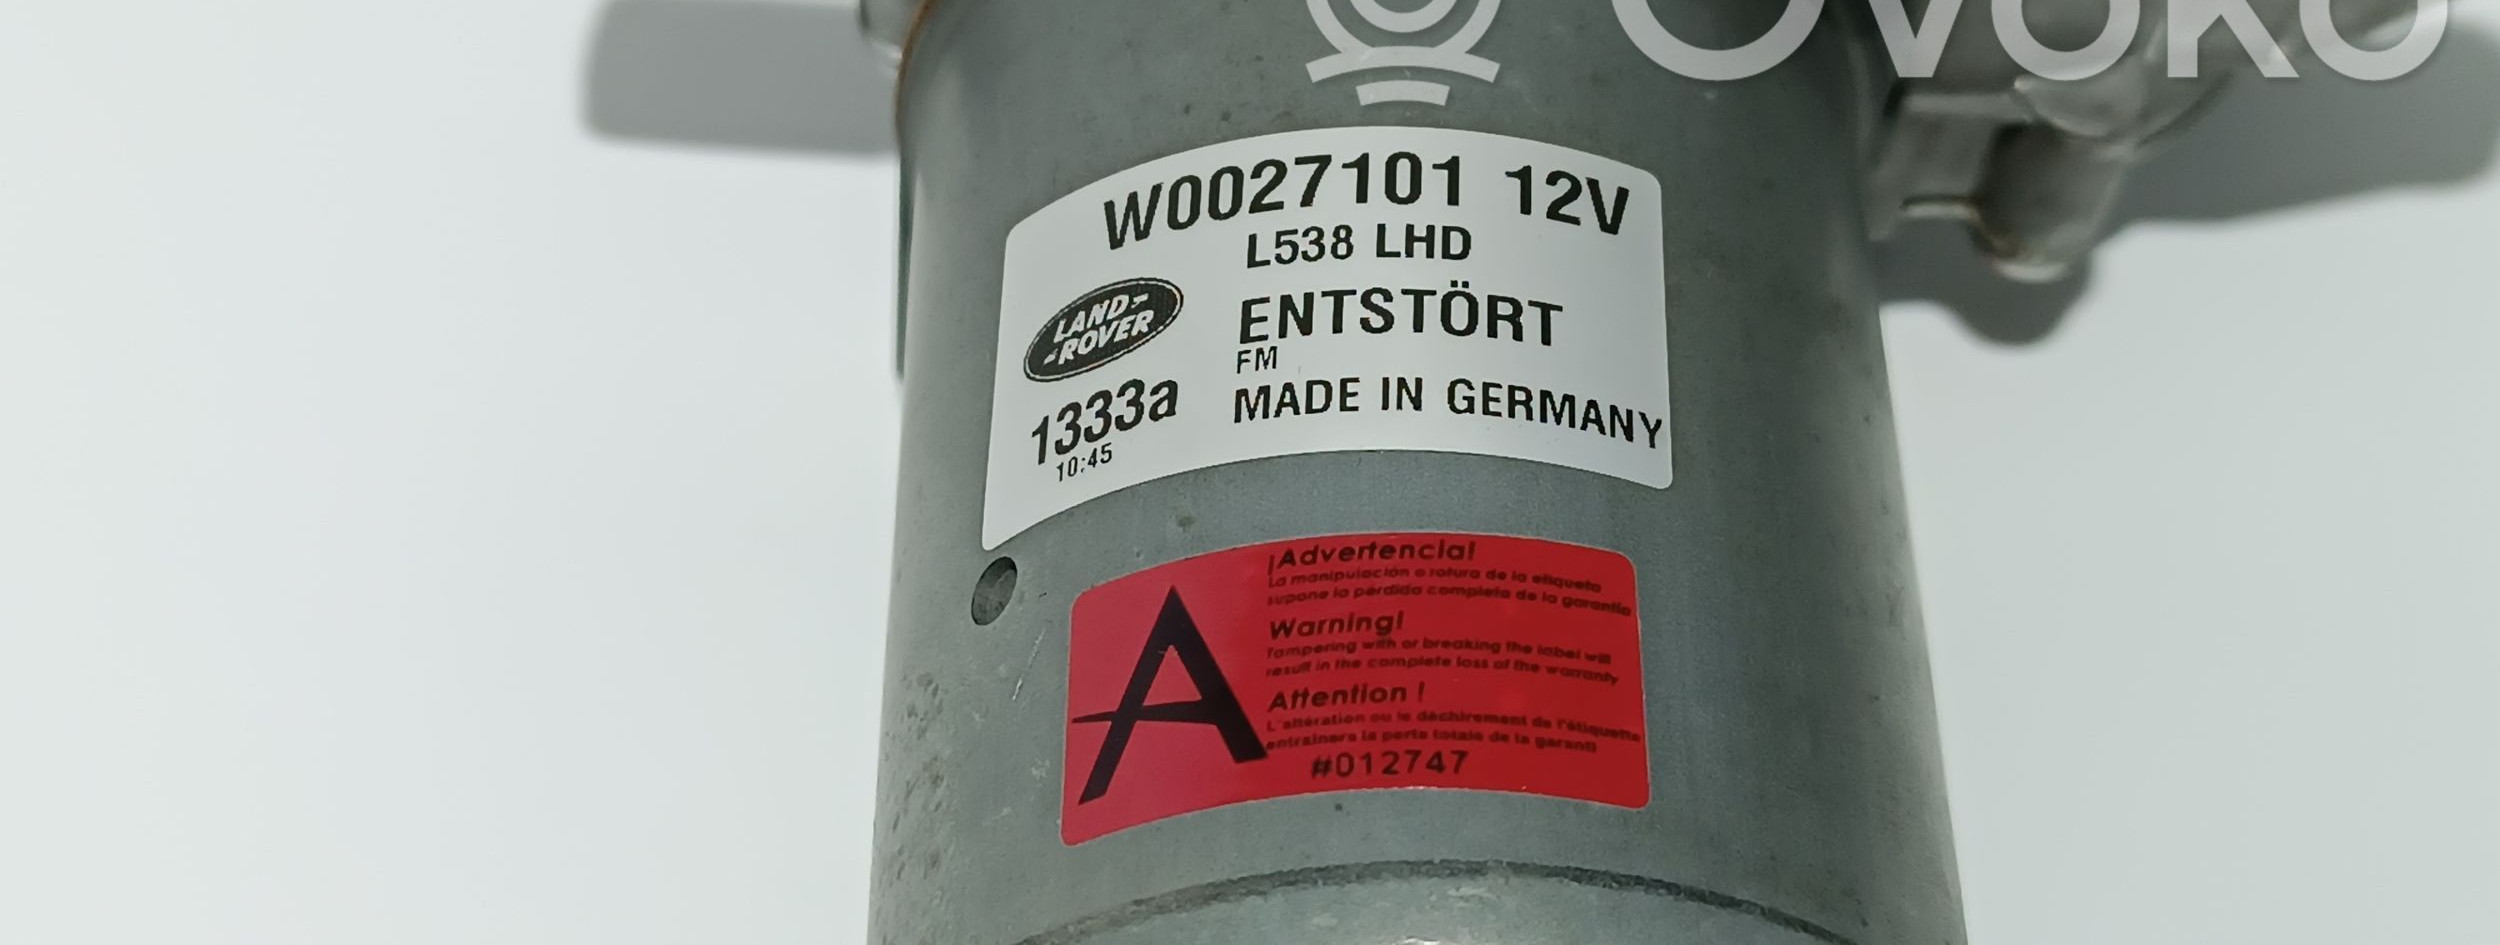 OVOKO
W0027101 12V
L538 LHD
LAND-
-ROVER
ENTSTÖRT
FM
1333a
MADE IN GERMANY
10:45
¡Advertencia!
La manipulación o rotura de la etiqueta
supone la pérdida completa de la garantía
Warning!
Tampering with or breaking the label will
result in the complete loss of the warranty
Attention !
L'altération ou le déchirement de l'étiquette
entraînera la perte totale de la garanti
A
#012747